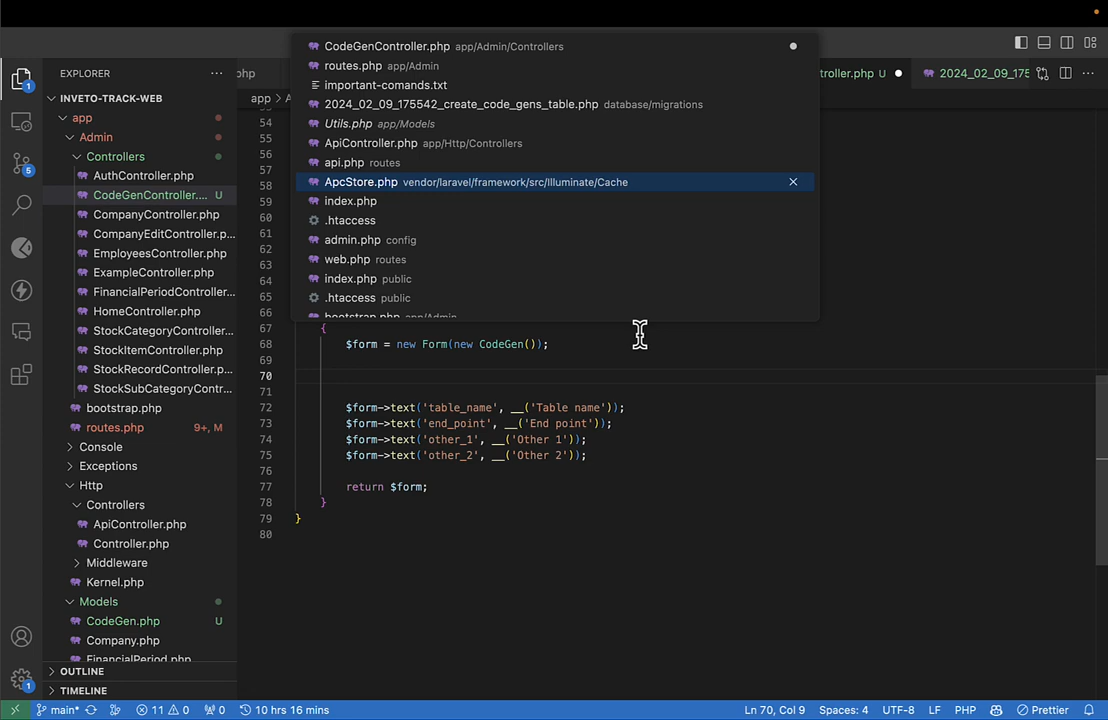 EXPLORER
INVETO-TRACK-WEB
app
Admin
Controllers
AuthController.php
CodeGenController.... U
CompanyController.php
CompanyEditController.p...
EmployeesController.php
ExampleController.php
FinancialPeriodController...
HomeController.php
StockCategoryController...
StockItemController.php
StockRecordController.p...
StockSubCategoryContr...
bootstrap.php
routes.php 9+, M
Console
Exceptions
Http
Controllers
ApiController.php
Controller.php
Middleware
Kernel.php
Models
CodeGen.php U
Company.php
FinancialPeriod.php
OUTLINE
TIMELINE
1
5
1
php
troller.php U
2024_02_09_175
app
CodeGenController.php app/Admin/Controllers
routes.php app/Admin
important-comands.txt
2024_02_09_175542_create_code_gens_table.php database/migrations
Utils.php app/Models
ApiController.php app/Http/Controllers
api.php routes
ApcStore.php vendor/laravel/framework/src/Illuminate/Cache
index.php
.htaccess
admin.php config
web.php routes
index.php public
.htaccess public
bootstrap.php app/Admin
54
55
56
57
58
59
60
61
62
63
64
65
66
67 {
68 $form = new Form(new CodeGen());
69
70
71
72 $form->text('table_name', __('Table name'));
73 $form->text('end_point', __('End point'));
74 $form->text('other_1', __('Other 1'));
75 $form->text('other_2', __('Other 2'));
76
77 return $form;
78 }
79 }
80
main* 11 0 0 10 hrs 16 mins Ln 70, Col 9 Spaces: 4 UTF-8 LF PHP Prettier